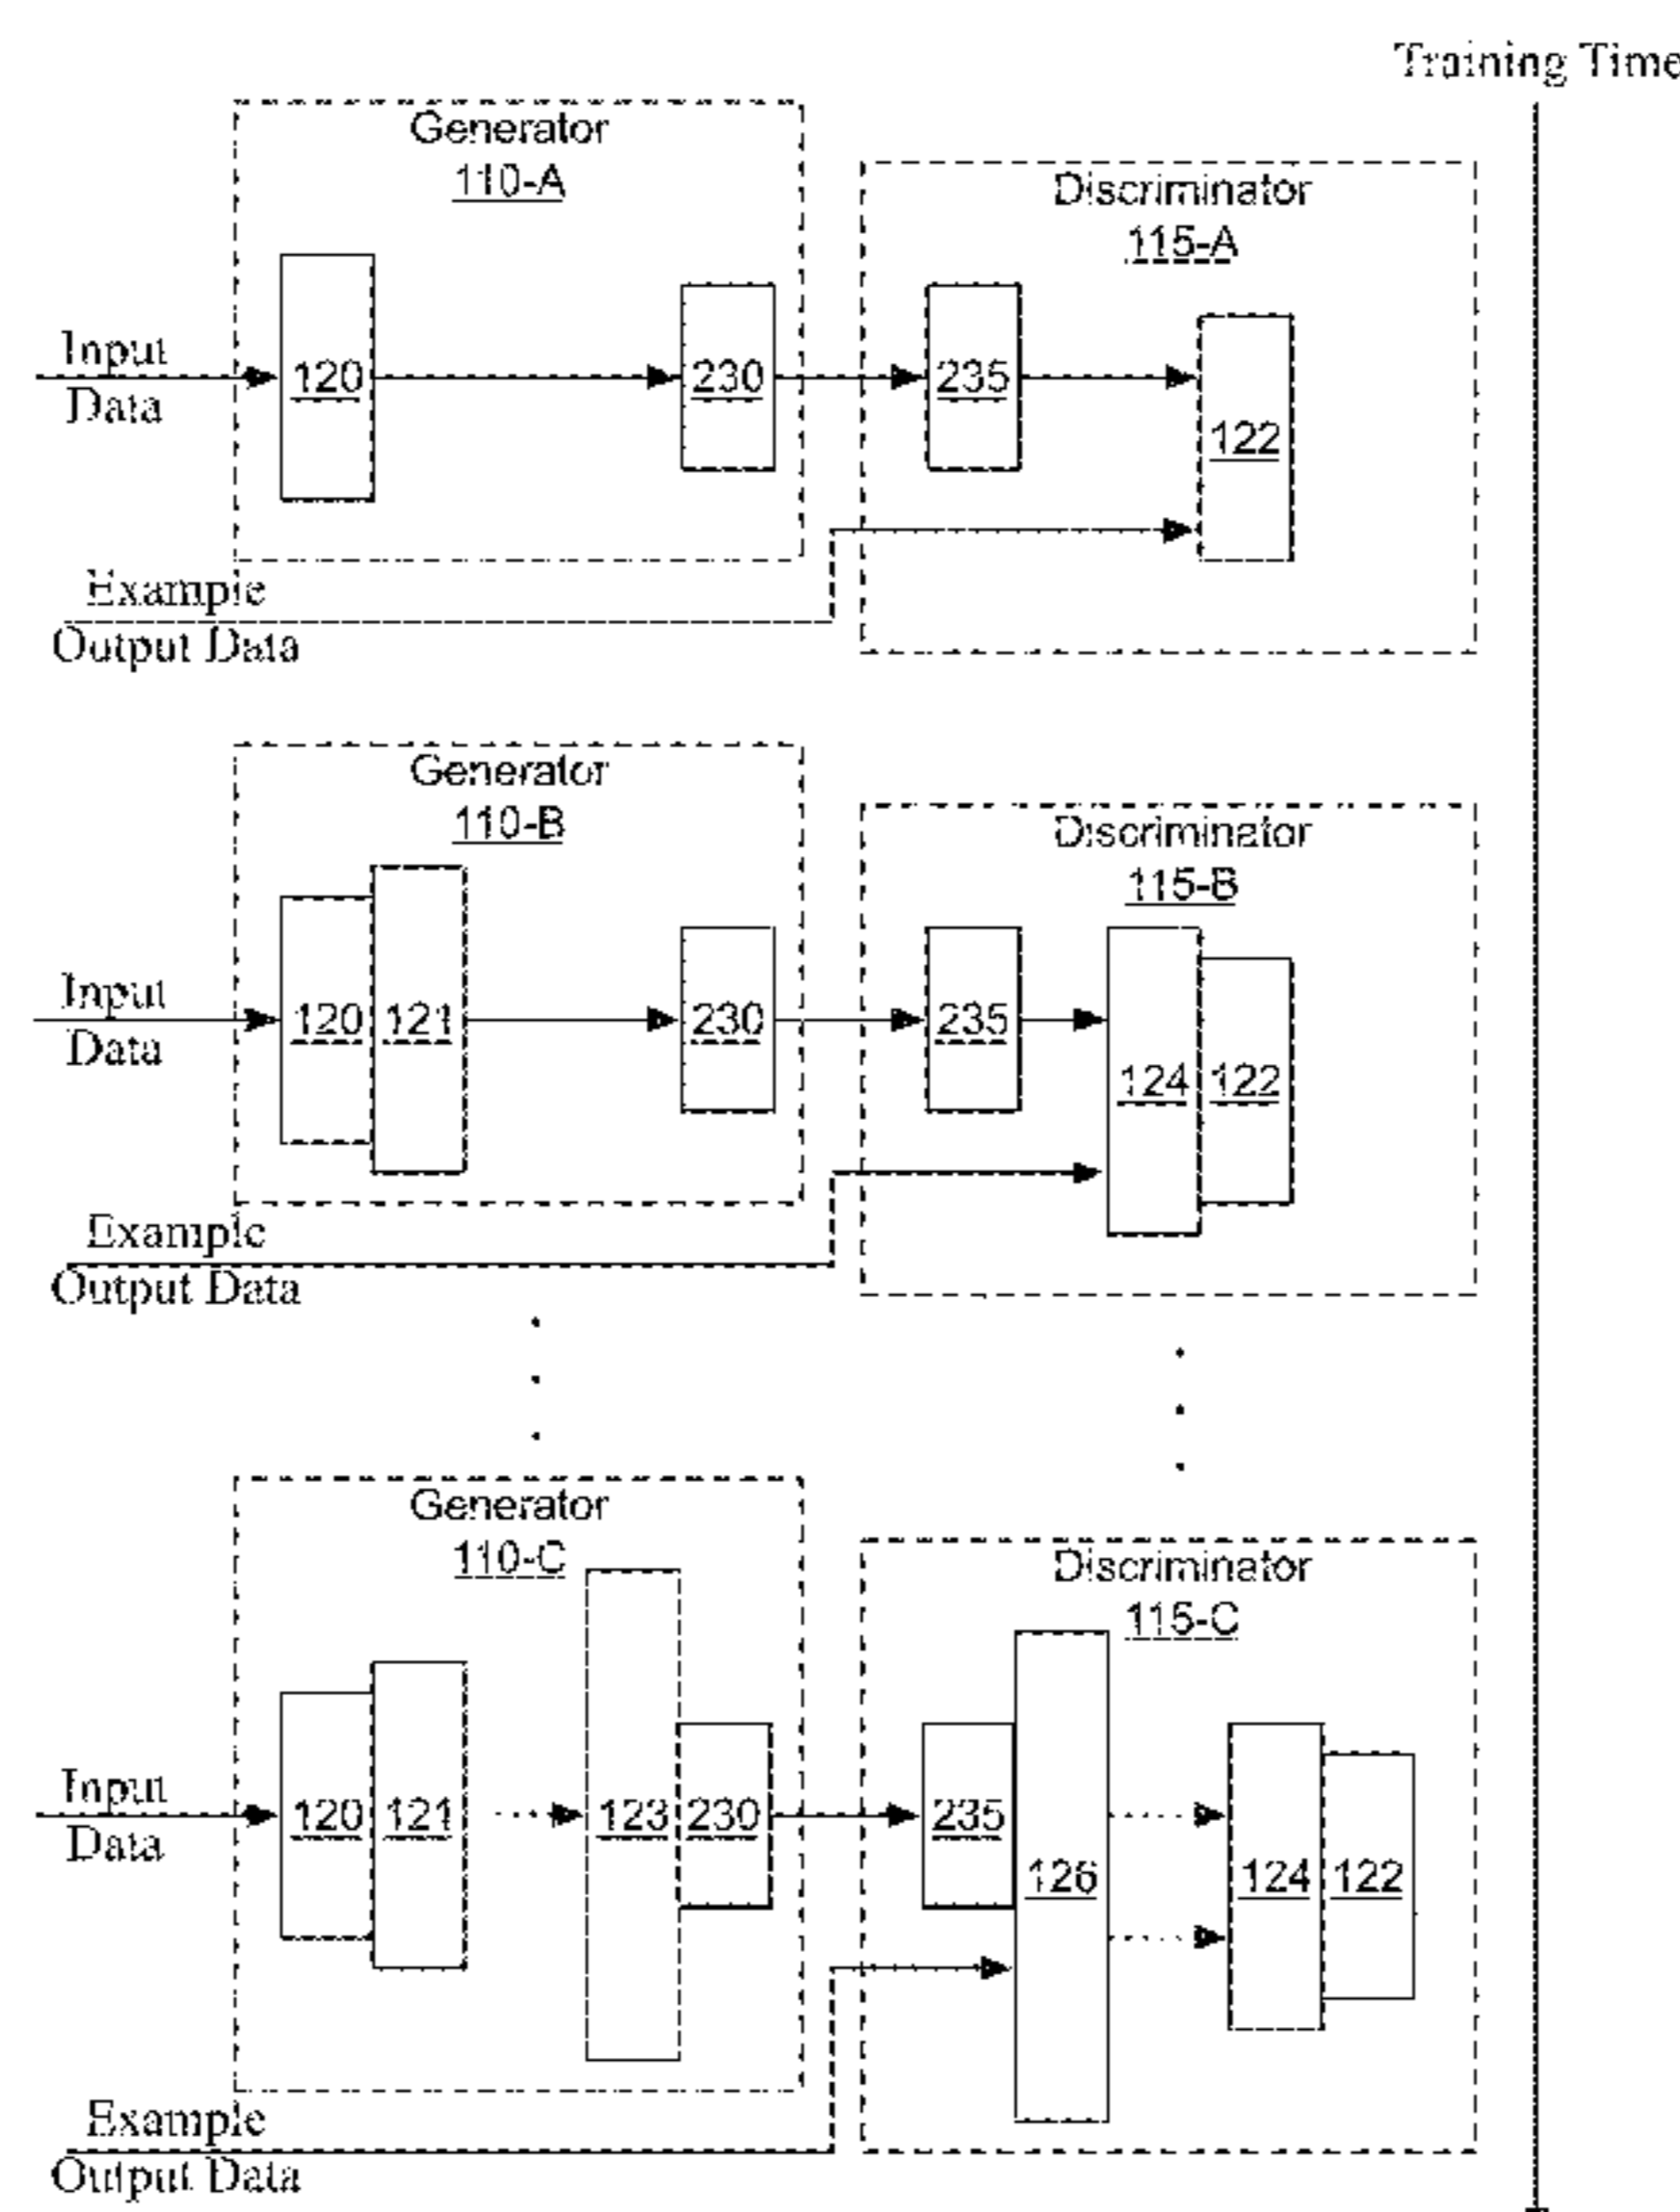 Training Time
Generator
110-A
Discriminator
115-A
Input
Data
120
230
235
122
Example
Output Data
Generator
110-B
Discriminator
115-B
Input
Data
120
121
230
235
124
122
Example
Output Data
Generator
110-C
Discriminator
115-C
Input
Data
120
121
123
230
235
126
124
122
Example
Output Data